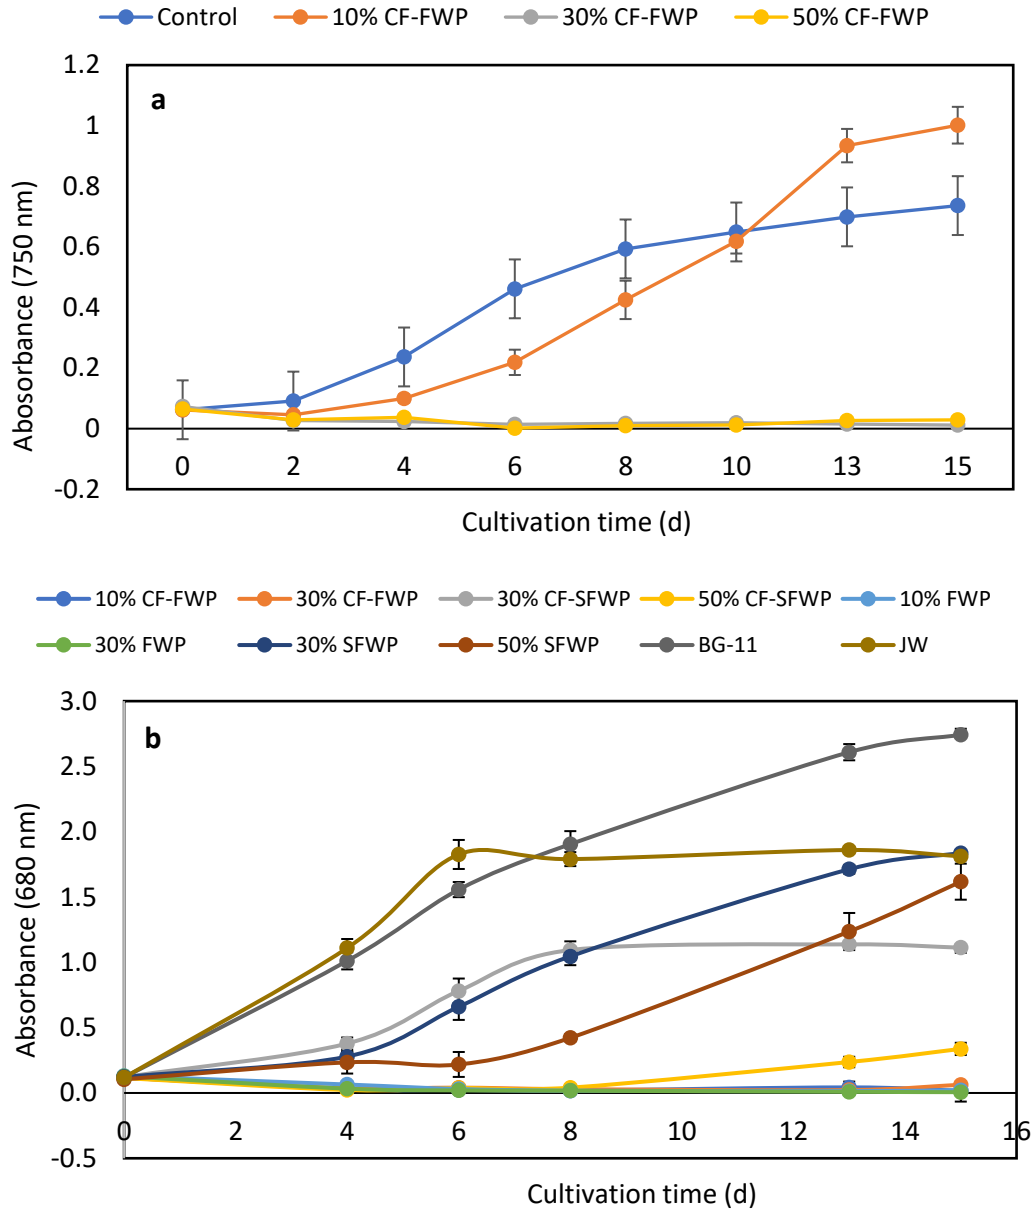 Control 10% CF-FWP 30% CF-FWP 50% CF-FWP
a
1.2
1
0.8
0.6
0.4
0.2
0
-0.2
Abosorbance (750 nm)
0 2 4 6 8 10 13 15
Cultivation time (d)
10% CF-FWP 30% CF-FWP 30% CF-SFWP 50% CF-SFWP 10% FWP
30% FWP 30% SFWP 50% SFWP BG-11 JW
b
3.0
2.5
2.0
1.5
1.0
0.5
0.0
-0.5
Absorbance (680 nm)
0 2 4 6 8 10 12 14 16
Cultivation time (d)